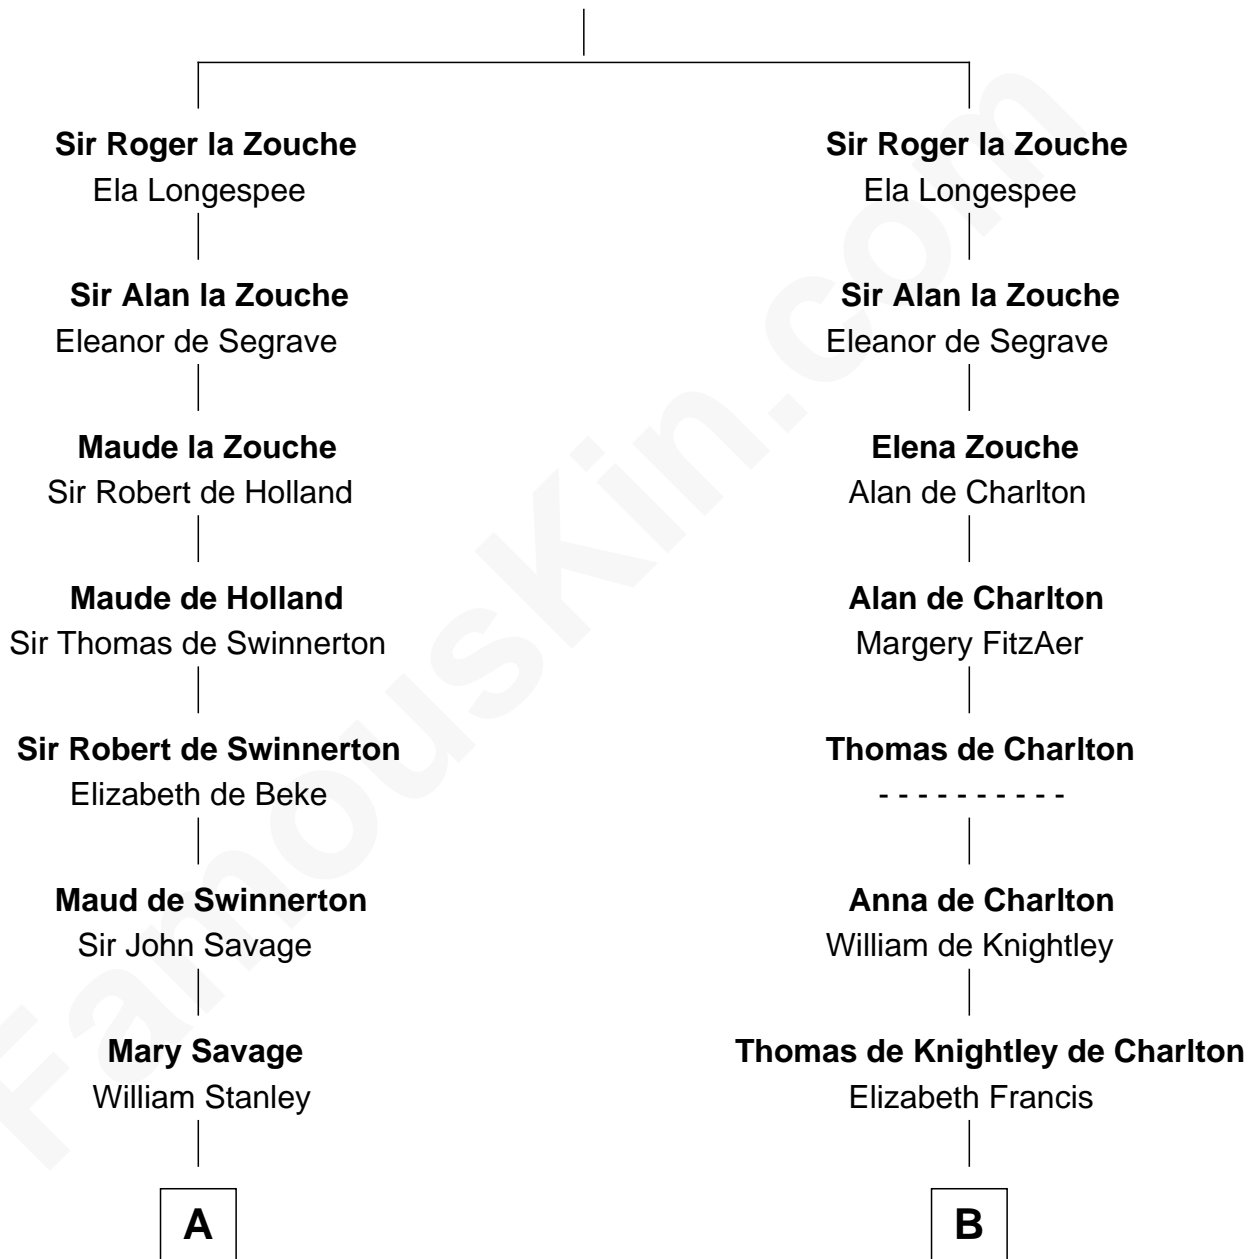 Sir Roger la Zouche
Ela Longespee
Sir Alan la Zouche
Eleanor de Segrave
Maude la Zouche
Sir Robert de Holland
Maude de Holland
Sir Thomas de Swinnerton
Sir Robert de Swinnerton
Elizabeth de Beke
Maud de Swinnerton
Sir John Savage
Mary Savage
William Stanley
A
Sir Roger la Zouche
Ela Longespee
Sir Alan la Zouche
Eleanor de Segrave
Elena Zouche
Alan de Charlton
Alan de Charlton
Margery FitzAer
Thomas de Charlton
- - - - - - - - - -
Anna de Charlton
William de Knightley
Thomas de Knightley de Charlton
Elizabeth Francis
B
FamousKin.com